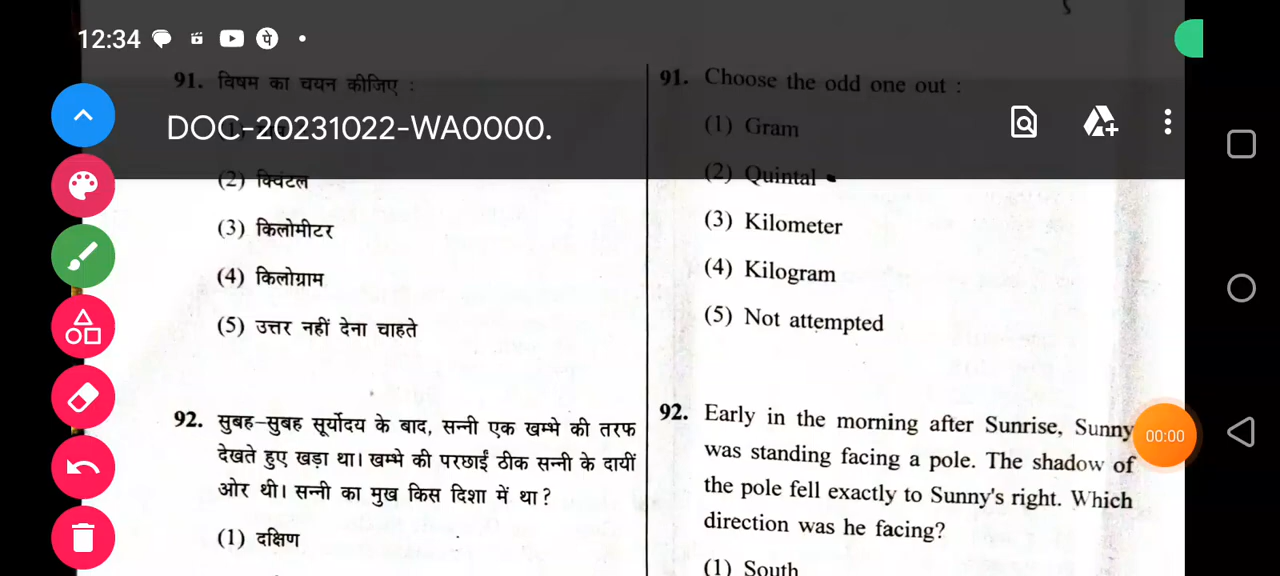 12:34
DOC-20231022-WA0000.
91. विषम का चयन कीजिए :
(2) क्विंटल
(3) किलोमीटर
(4) किलोग्राम
(5) उत्तर नहीं देना चाहते
92. सुबह-सुबह सूर्योदय के बाद, सन्नी एक खम्भे की तरफ
देखते हुए खड़ा था। खम्भे की परछाईं ठीक सन्नी के दायीं
ओर थी। सन्नी का मुख किस दिशा में था?
(1) दक्षिण
91. Choose the odd one out :
(1) Gram
(2) Quintal
(3) Kilometer
(4) Kilogram
(5) Not attempted
92. Early in the morning after Sunrise, Sunny
was standing facing a pole. The shadow of
the pole fell exactly to Sunny's right. Which
direction was he facing?
(1) South
00:00